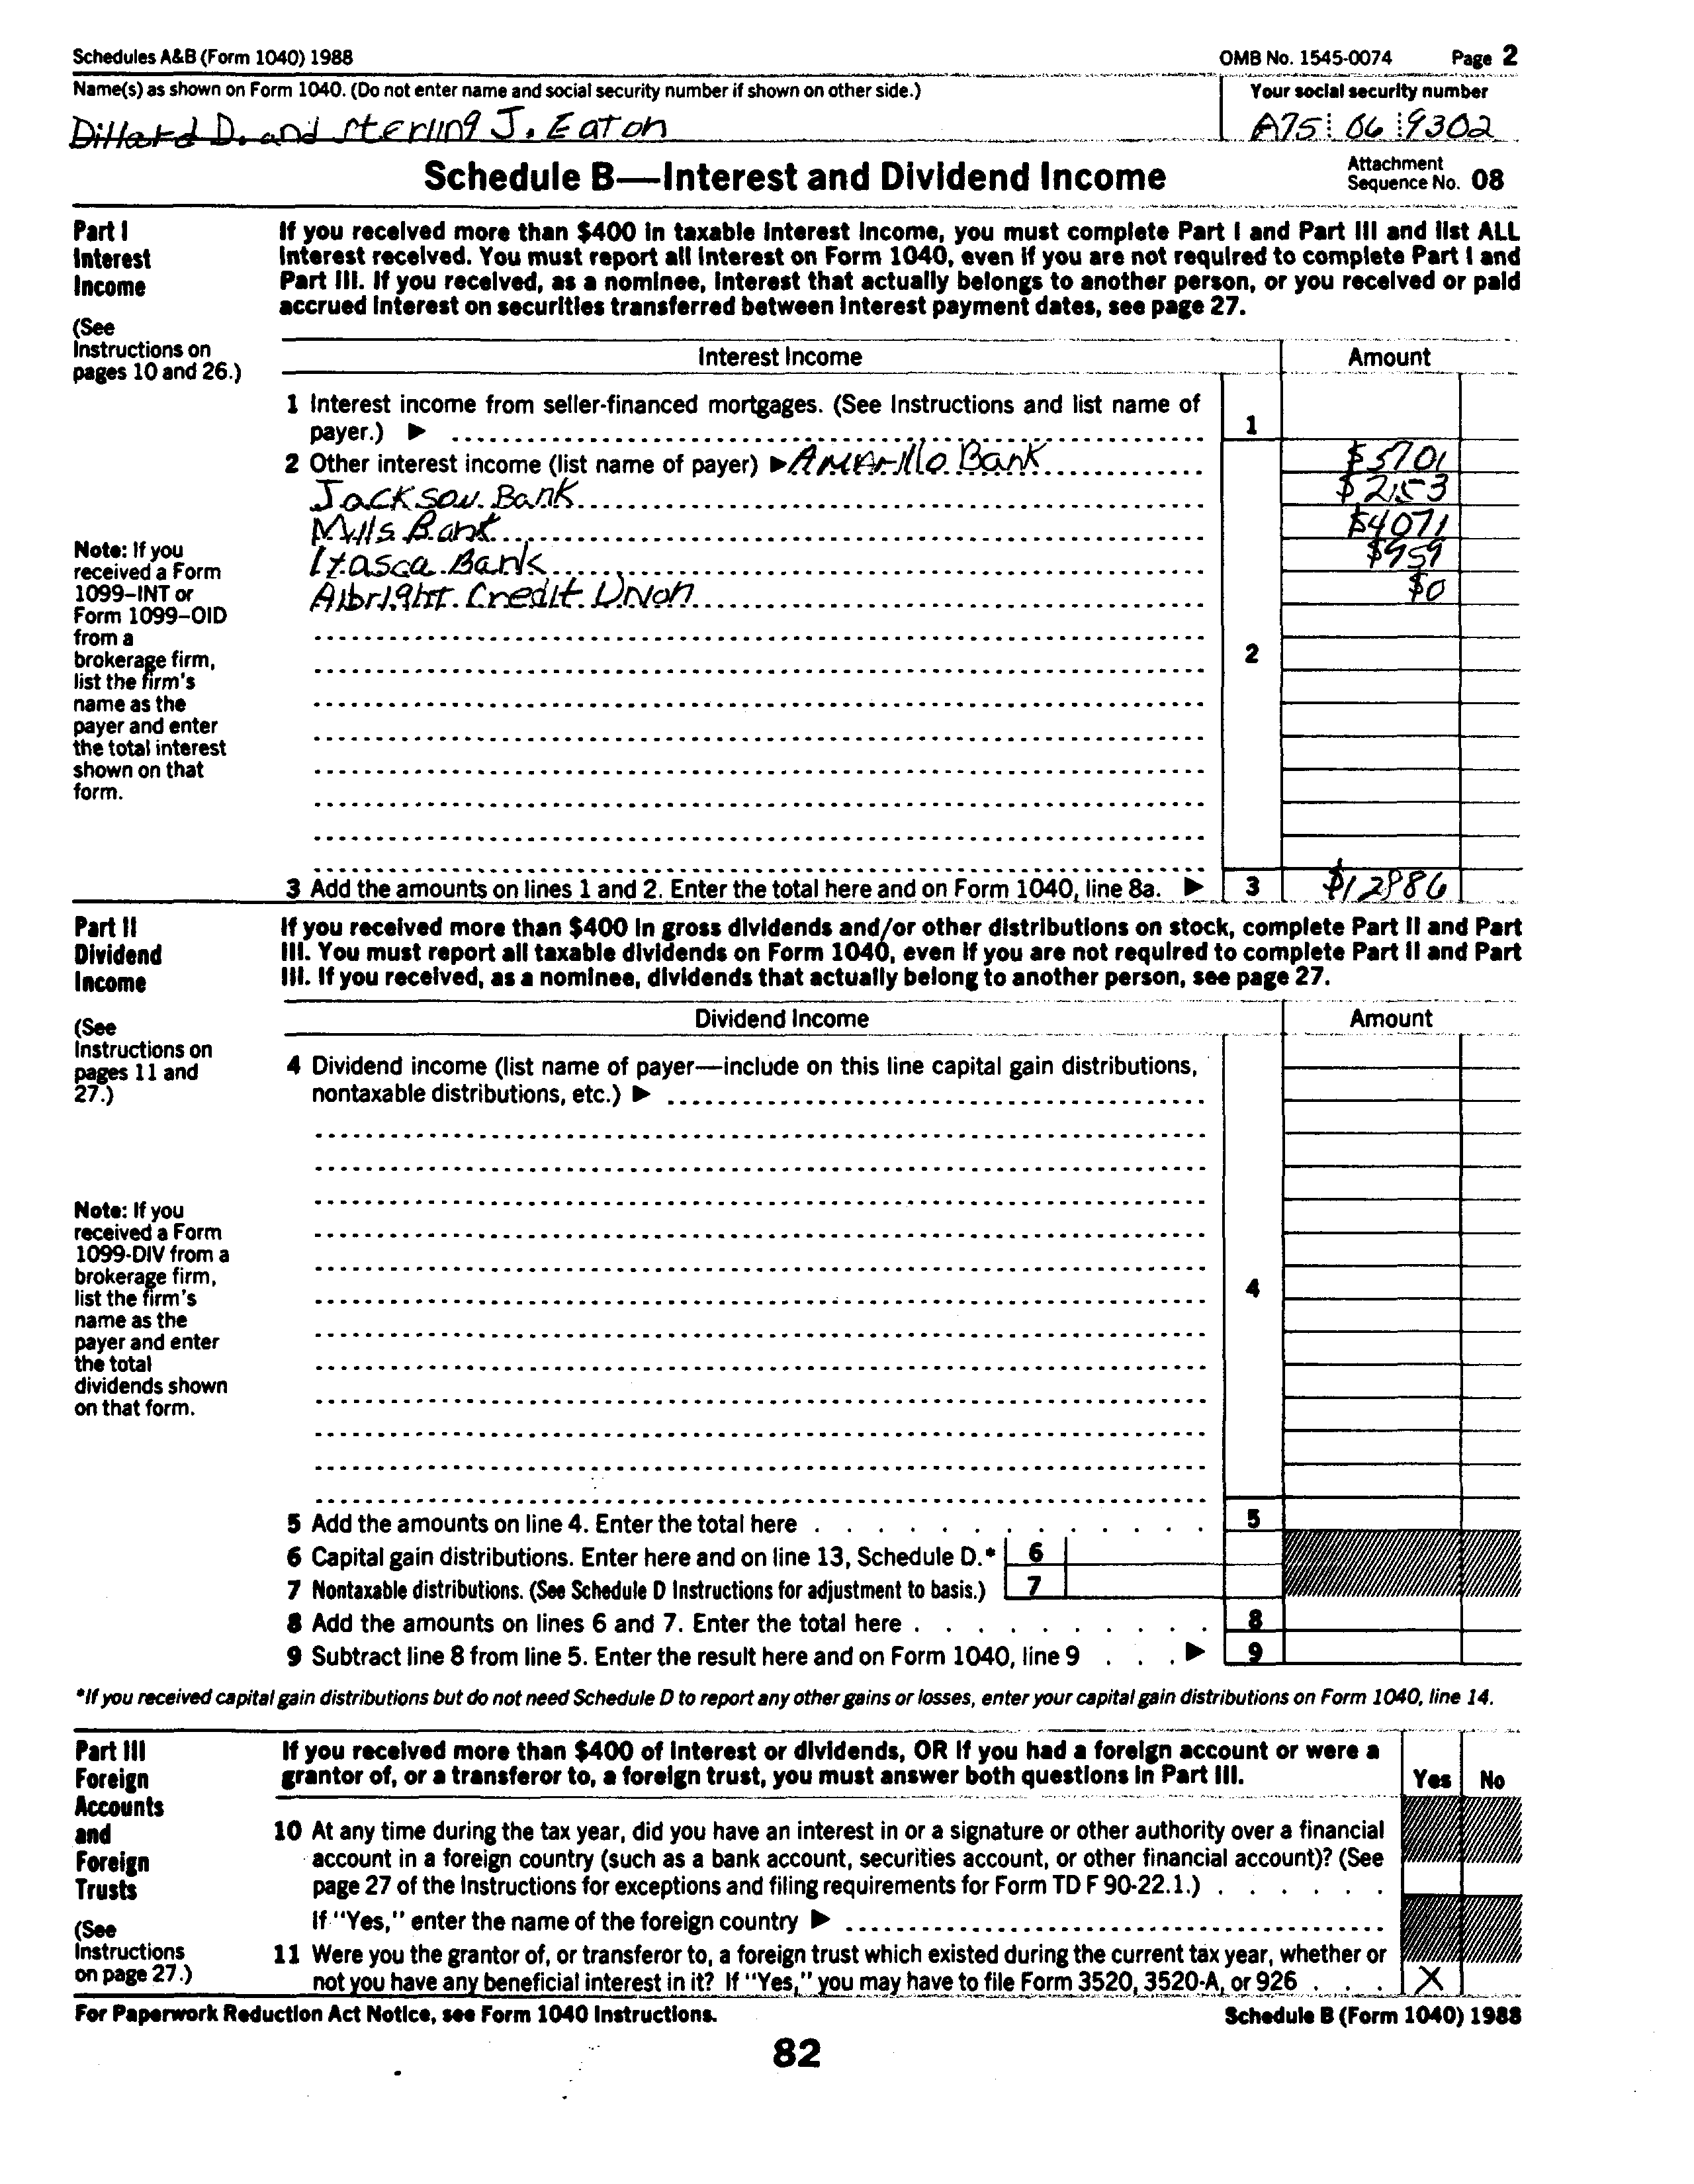 Schedules A&B (Form 1040) 1988 OMB No. 1545-0074 Page 2
Name(s) as shown on Form 1040. (Do not enter name and social security number if shown on other side.) Your social security number
Dillard D. and Sterling J. Eaton A75 06 9302
Schedule B—Interest and Dividend Income Attachment Sequence No. 08
Part I
Interest
Income
(See
Instructions on
pages 10 and 26.)
If you received more than $400 in taxable interest income, you must complete Part I and Part III and list ALL
interest received. You must report all interest on Form 1040, even if you are not required to complete Part I and
Part III. If you received, as a nominee, interest that actually belongs to another person, or you received or paid
accrued interest on securities transferred between interest payment dates, see page 27.
Interest Income Amount
1 Interest income from seller-financed mortgages. (See Instructions and list name of
payer.) ▶ 1
2 Other interest income (list name of payer) ▶ Amarillo Bank $5701
Jackson Bank $2153
Mills Bank $4071
Itasca Bank $959
Albright Credit Union $0
2
Note: If you
received a Form
1099-INT or
Form 1099-OID
from a
brokerage firm,
list the firm's
name as the
payer and enter
the total interest
shown on that
form.
3 Add the amounts on lines 1 and 2. Enter the total here and on Form 1040, line 8a. ▶ 3
Part II
Dividend
Income
(See
Instructions on
pages 11 and
27.)
If you received more than $400 in gross dividends and/or other distributions on stock, complete Part II and Part
III. You must report all taxable dividends on Form 1040, even if you are not required to complete Part II and Part
III. If you received, as a nominee, dividends that actually belong to another person, see page 27.
Dividend Income Amount
4 Dividend income (list name of payer—include on this line capital gain distributions,
nontaxable distributions, etc.) ▶
4
Note: If you
received a Form
1099-DIV from a
brokerage firm,
list the firm's
name as the
payer and enter
the total
dividends shown
on that form.
5 Add the amounts on line 4. Enter the total here 5
6 Capital gain distributions. Enter here and on line 13, Schedule D.* 6
7 Nontaxable distributions. (See Schedule D Instructions for adjustment to basis.) 7
8 Add the amounts on lines 6 and 7. Enter the total here 8
9 Subtract line 8 from line 5. Enter the result here and on Form 1040, line 9 ▶ 9
*If you received capital gain distributions but do not need Schedule D to report any other gains or losses, enter your capital gain distributions on Form 1040, line 14.
Part III
Foreign
Accounts
and
Foreign
Trusts
(See
Instructions
on page 27.)
If you received more than $400 of interest or dividends, OR if you had a foreign account or were a
grantor of, or a transferor to, a foreign trust, you must answer both questions in Part III. Yes No
10 At any time during the tax year, did you have an interest in or a signature or other authority over a financial
account in a foreign country (such as a bank account, securities account, or other financial account)? (See
page 27 of the Instructions for exceptions and filing requirements for Form TD F 90-22.1.)
If "Yes," enter the name of the foreign country ▶
11 Were you the grantor of, or transferor to, a foreign trust which existed during the current tax year, whether or
not you have any beneficial interest in it? If "Yes," you may have to file Form 3520, 3520-A, or 926 X
For Paperwork Reduction Act Notice, see Form 1040 Instructions. Schedule B (Form 1040) 1988
82